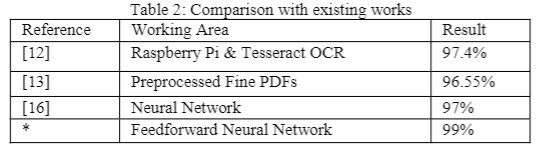 Table 2: Comparison with existing works
Reference Working Area Result
[12] Raspberry Pi & Tesseract OCR 97.4%
[13] Preprocessed Fine PDFs 96.55%
[16] Neural Network 97%
* Feedforward Neural Network 99%